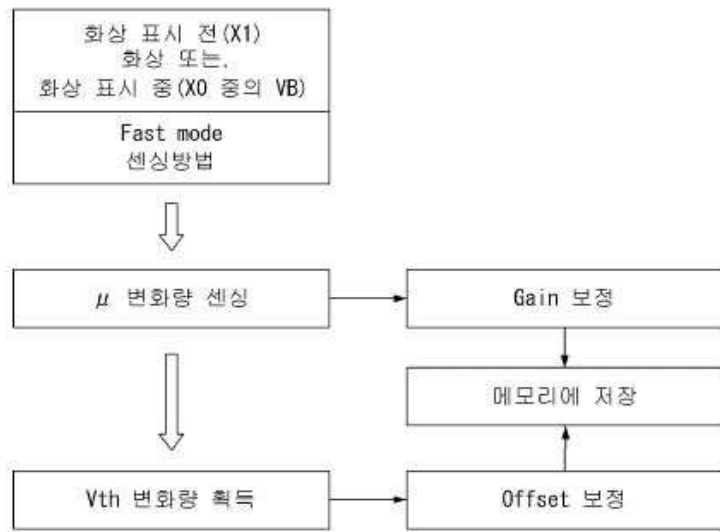 화상 표시 전(X1)
화상 또는,
화상 표시 중(X0 중의 VB)
Fast mode
센싱방법
μ 변화량 센싱
Gain 보정
메모리에 저장
Vth 변화량 획득
Offset 보정